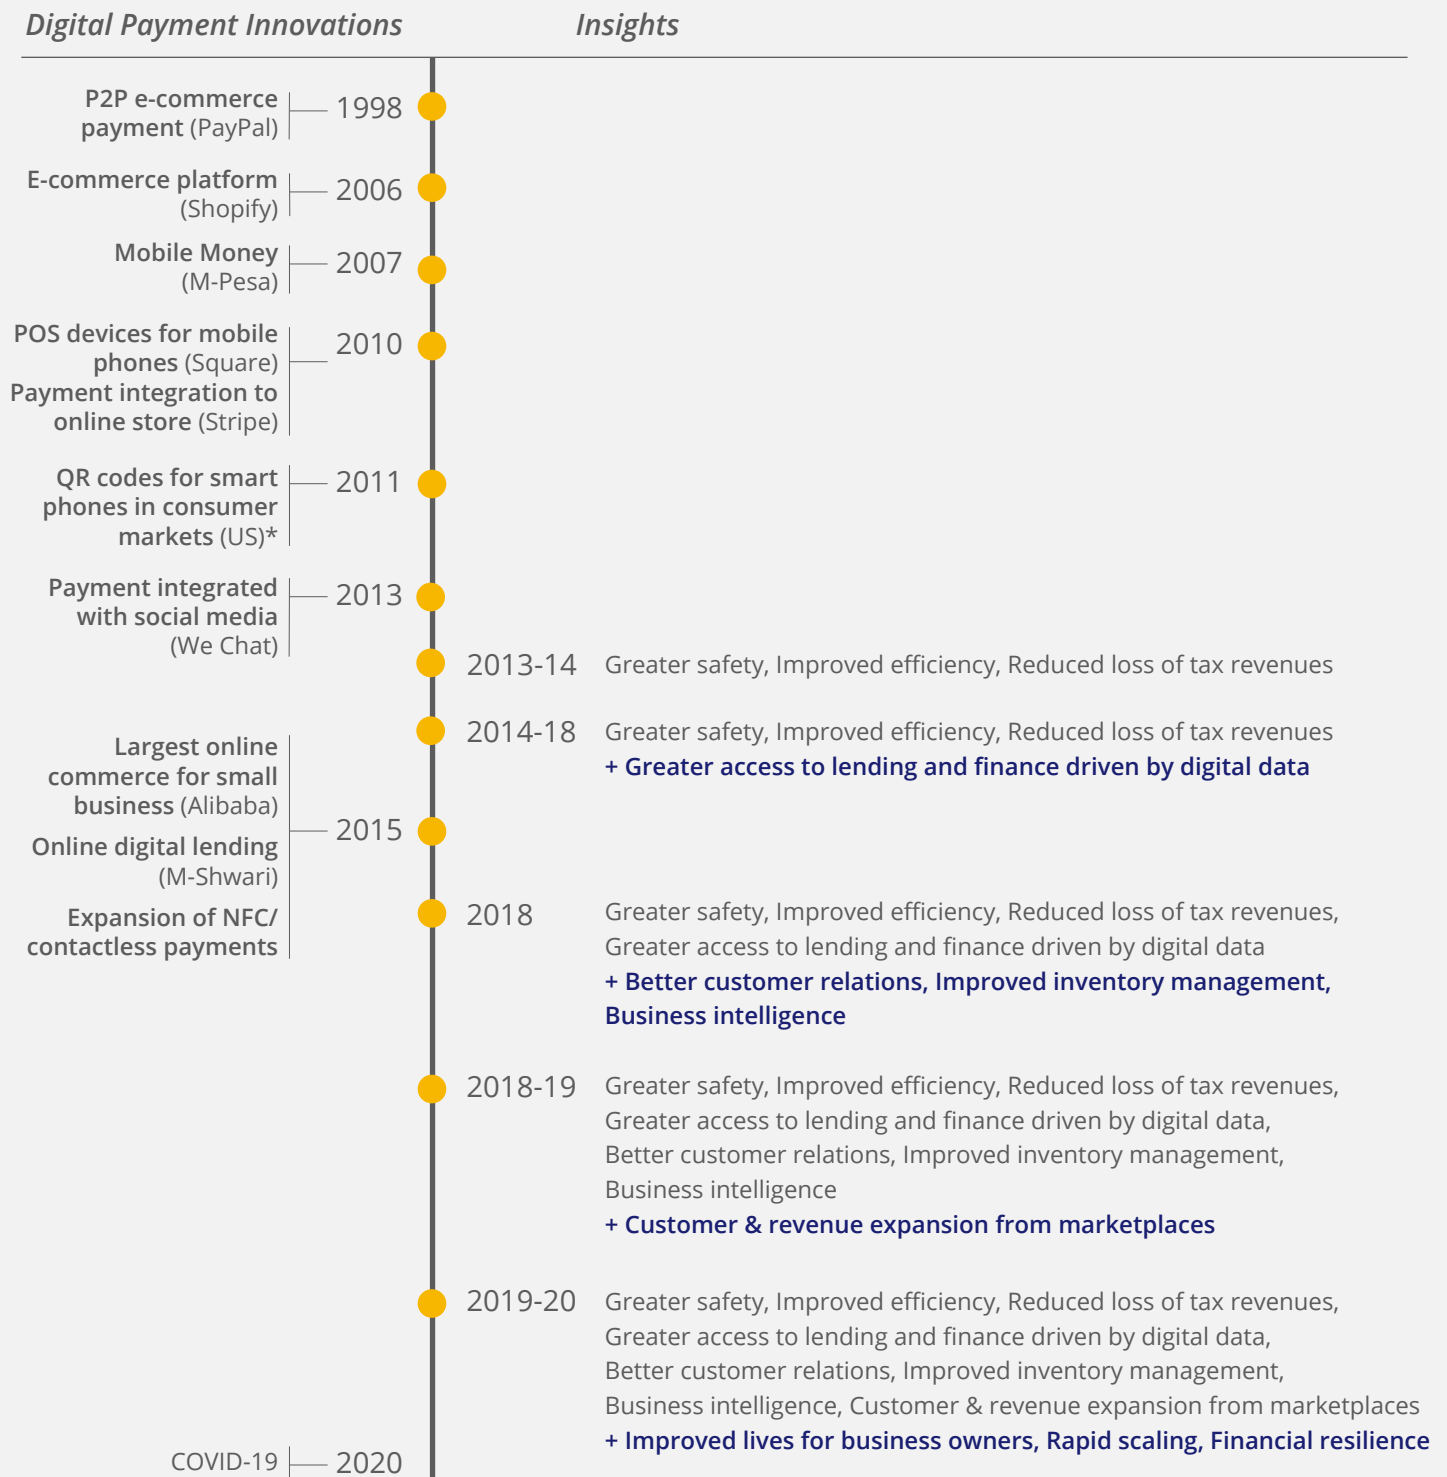 Digital Payment Innovations
Insights
P2P e-commerce
payment (PayPal)
1998
E-commerce platform
(Shopify)
2006
Mobile Money
(M-Pesa)
2007
POS devices for mobile
phones (Square)
Payment integration to
online store (Stripe)
2010
QR codes for smart
phones in consumer
markets (US)*
2011
Payment integrated
with social media
(We Chat)
2013
2013-14
Greater safety, Improved efficiency, Reduced loss of tax revenues
2014-18
Greater safety, Improved efficiency, Reduced loss of tax revenues
+ Greater access to lending and finance driven by digital data
Largest online
commerce for small
business (Alibaba)
Online digital lending
(M-Shwari)
Expansion of NFC/
contactless payments
2015
2018
Greater safety, Improved efficiency, Reduced loss of tax revenues,
Greater access to lending and finance driven by digital data
+ Better customer relations, Improved inventory management,
Business intelligence
2018-19
Greater safety, Improved efficiency, Reduced loss of tax revenues,
Greater access to lending and finance driven by digital data,
Better customer relations, Improved inventory management,
Business intelligence
+ Customer & revenue expansion from marketplaces
2019-20
Greater safety, Improved efficiency, Reduced loss of tax revenues,
Greater access to lending and finance driven by digital data,
Better customer relations, Improved inventory management,
Business intelligence, Customer & revenue expansion from marketplaces
+ Improved lives for business owners, Rapid scaling, Financial resilience
COVID-19
2020